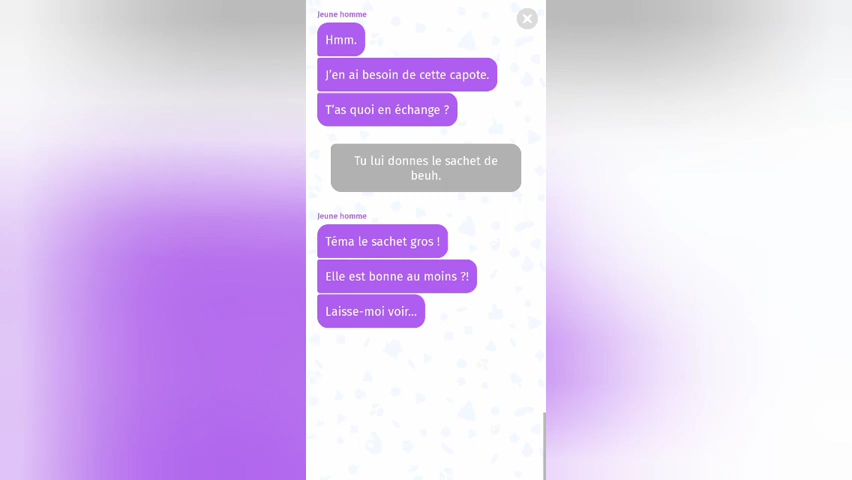 Jeune homme
Hmm.
J'en ai besoin de cette capote.
T'as quoi en échange ?
Tu lui donnes le sachet de
beuh.
Jeune homme
Téma le sachet gros !
Elle est bonne au moins ?!
Laisse-moi voir...